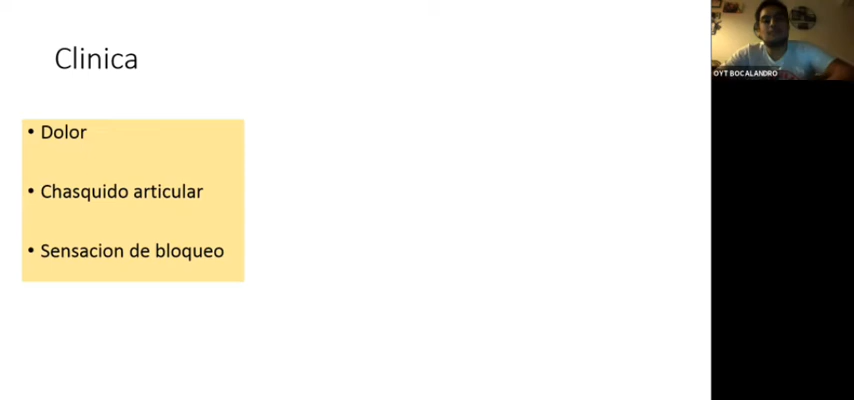 Clinica
• Dolor
• Chasquido articular
• Sensacion de bloqueo
OYT BOCALANDRO